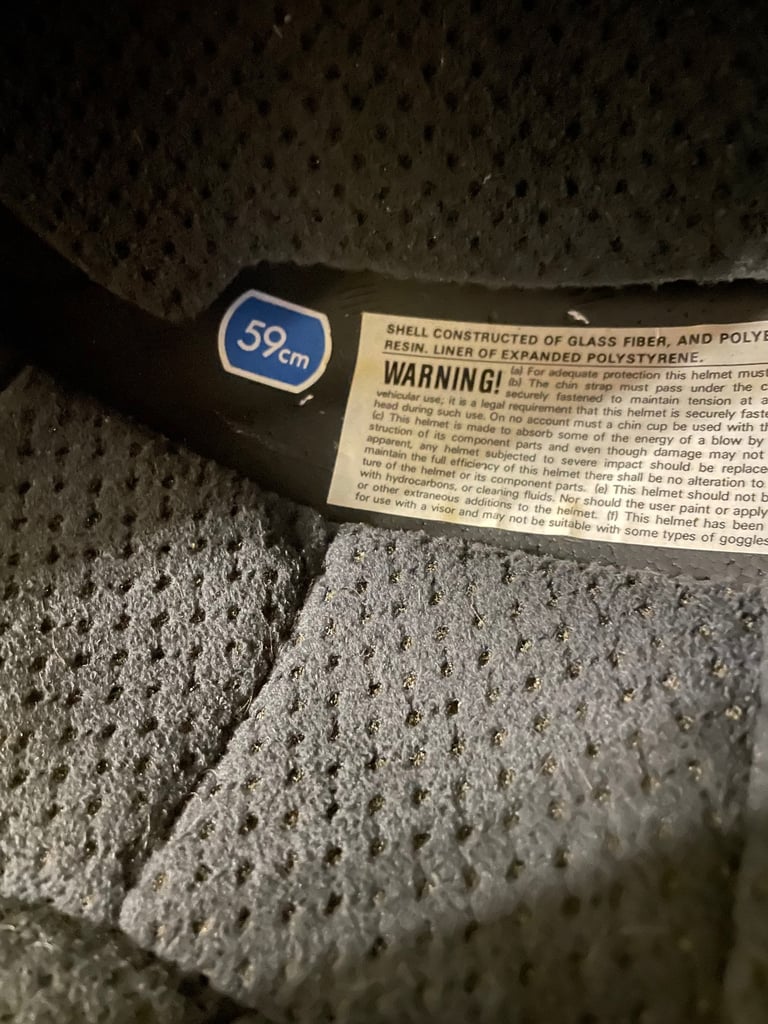 59cm
SHELL CONSTRUCTED OF GLASS FIBER, AND
RESIN. LINER OF EXPANDED POLYSTYRENE.
WARNING!
(a) For adequate protection this helmet must
(b) The chin strap must pass under the
securely fastened to maintain tension at
vehicular use; it is a legal requirement that this helmet is securely
head during such use. On no account must a chin cup be used with
(c) This helmet is made to absorb some of the energy of a blow by
struction of its component parts and even though damage may not
apparent, any helmet subjected to severe impact should be
maintain the full efficiency of this helmet there shall be no alteration to
ture of the helmet or its component parts. (e) This helmet should not
with hydrocarbons, or cleaning fluids. Nor should the user paint or apply
or other extraneous additions to the helmet. (f) This helmet has been
for use with a visor and may not be suitable with some types of goggles